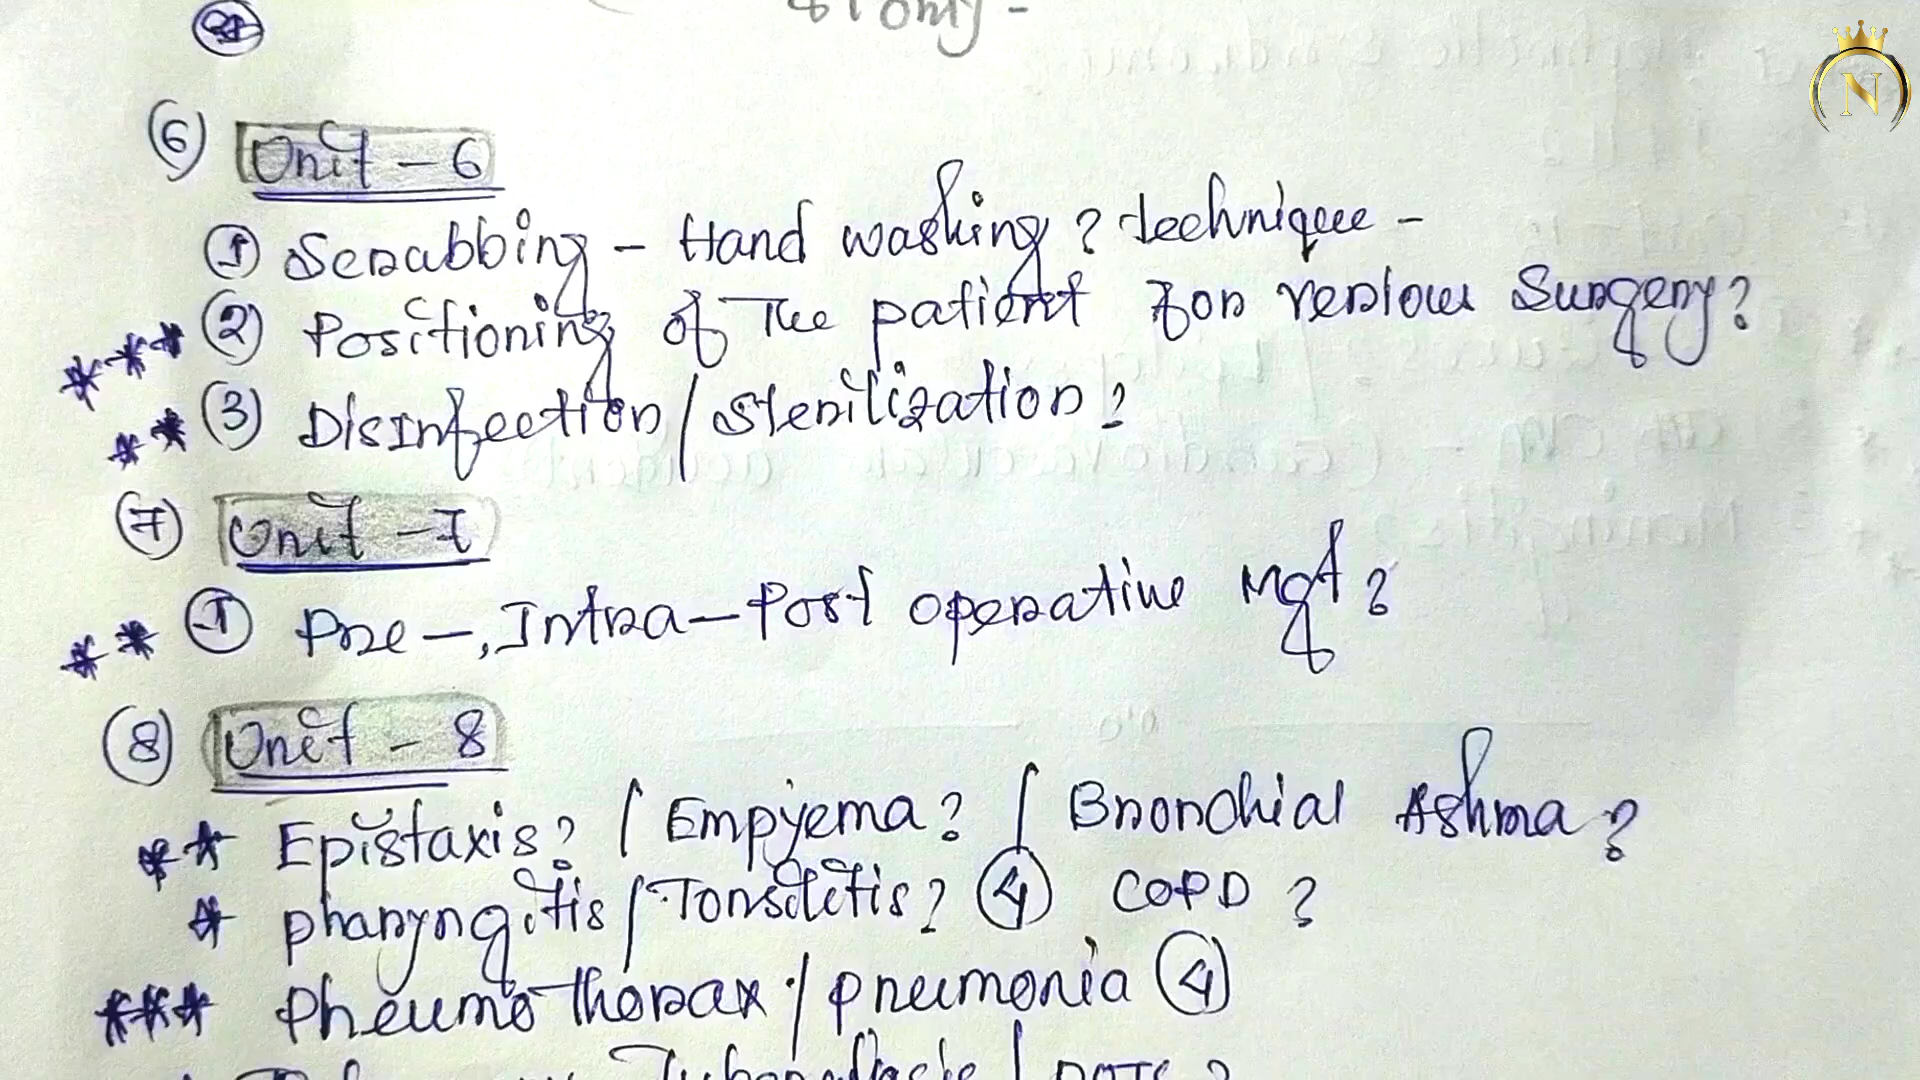 (6) Unit - 6
① Scrabbing - Hand washing? technique -
*** ② Positioning of The patient for various Surgery?
** ③ Disinfection / Sterilization?
(7) Unit - 7
** ① Pre -, Intra - Post operative Mgt?
(8) Unit - 8
** Epistaxis? / Empyema? / Bronchial Ashma?
* pharyngitis / Tonsilitis? ④ COPD?
*** Pneumothorax / pneumonia ④
N